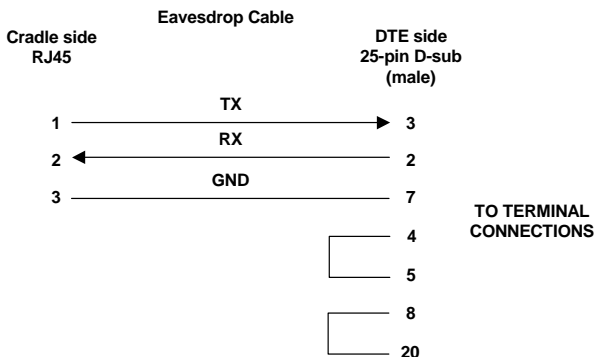 Eavesdrop Cable
Cradle side
RJ45
DTE side
25-pin D-sub
(male)
TX
1
3
RX
2
2
GND
3
7
TO TERMINAL
CONNECTIONS
4
5
8
20